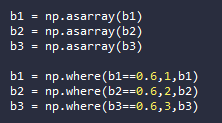 b1 = np.asarray(b1)
b2 = np.asarray(b2)
b3 = np.asarray(b3)
b1 = np.where(b1==0.6,1,b1)
b2 = np.where(b2==0.6,2,b2)
b3 = np.where(b3==0.6,3,b3)